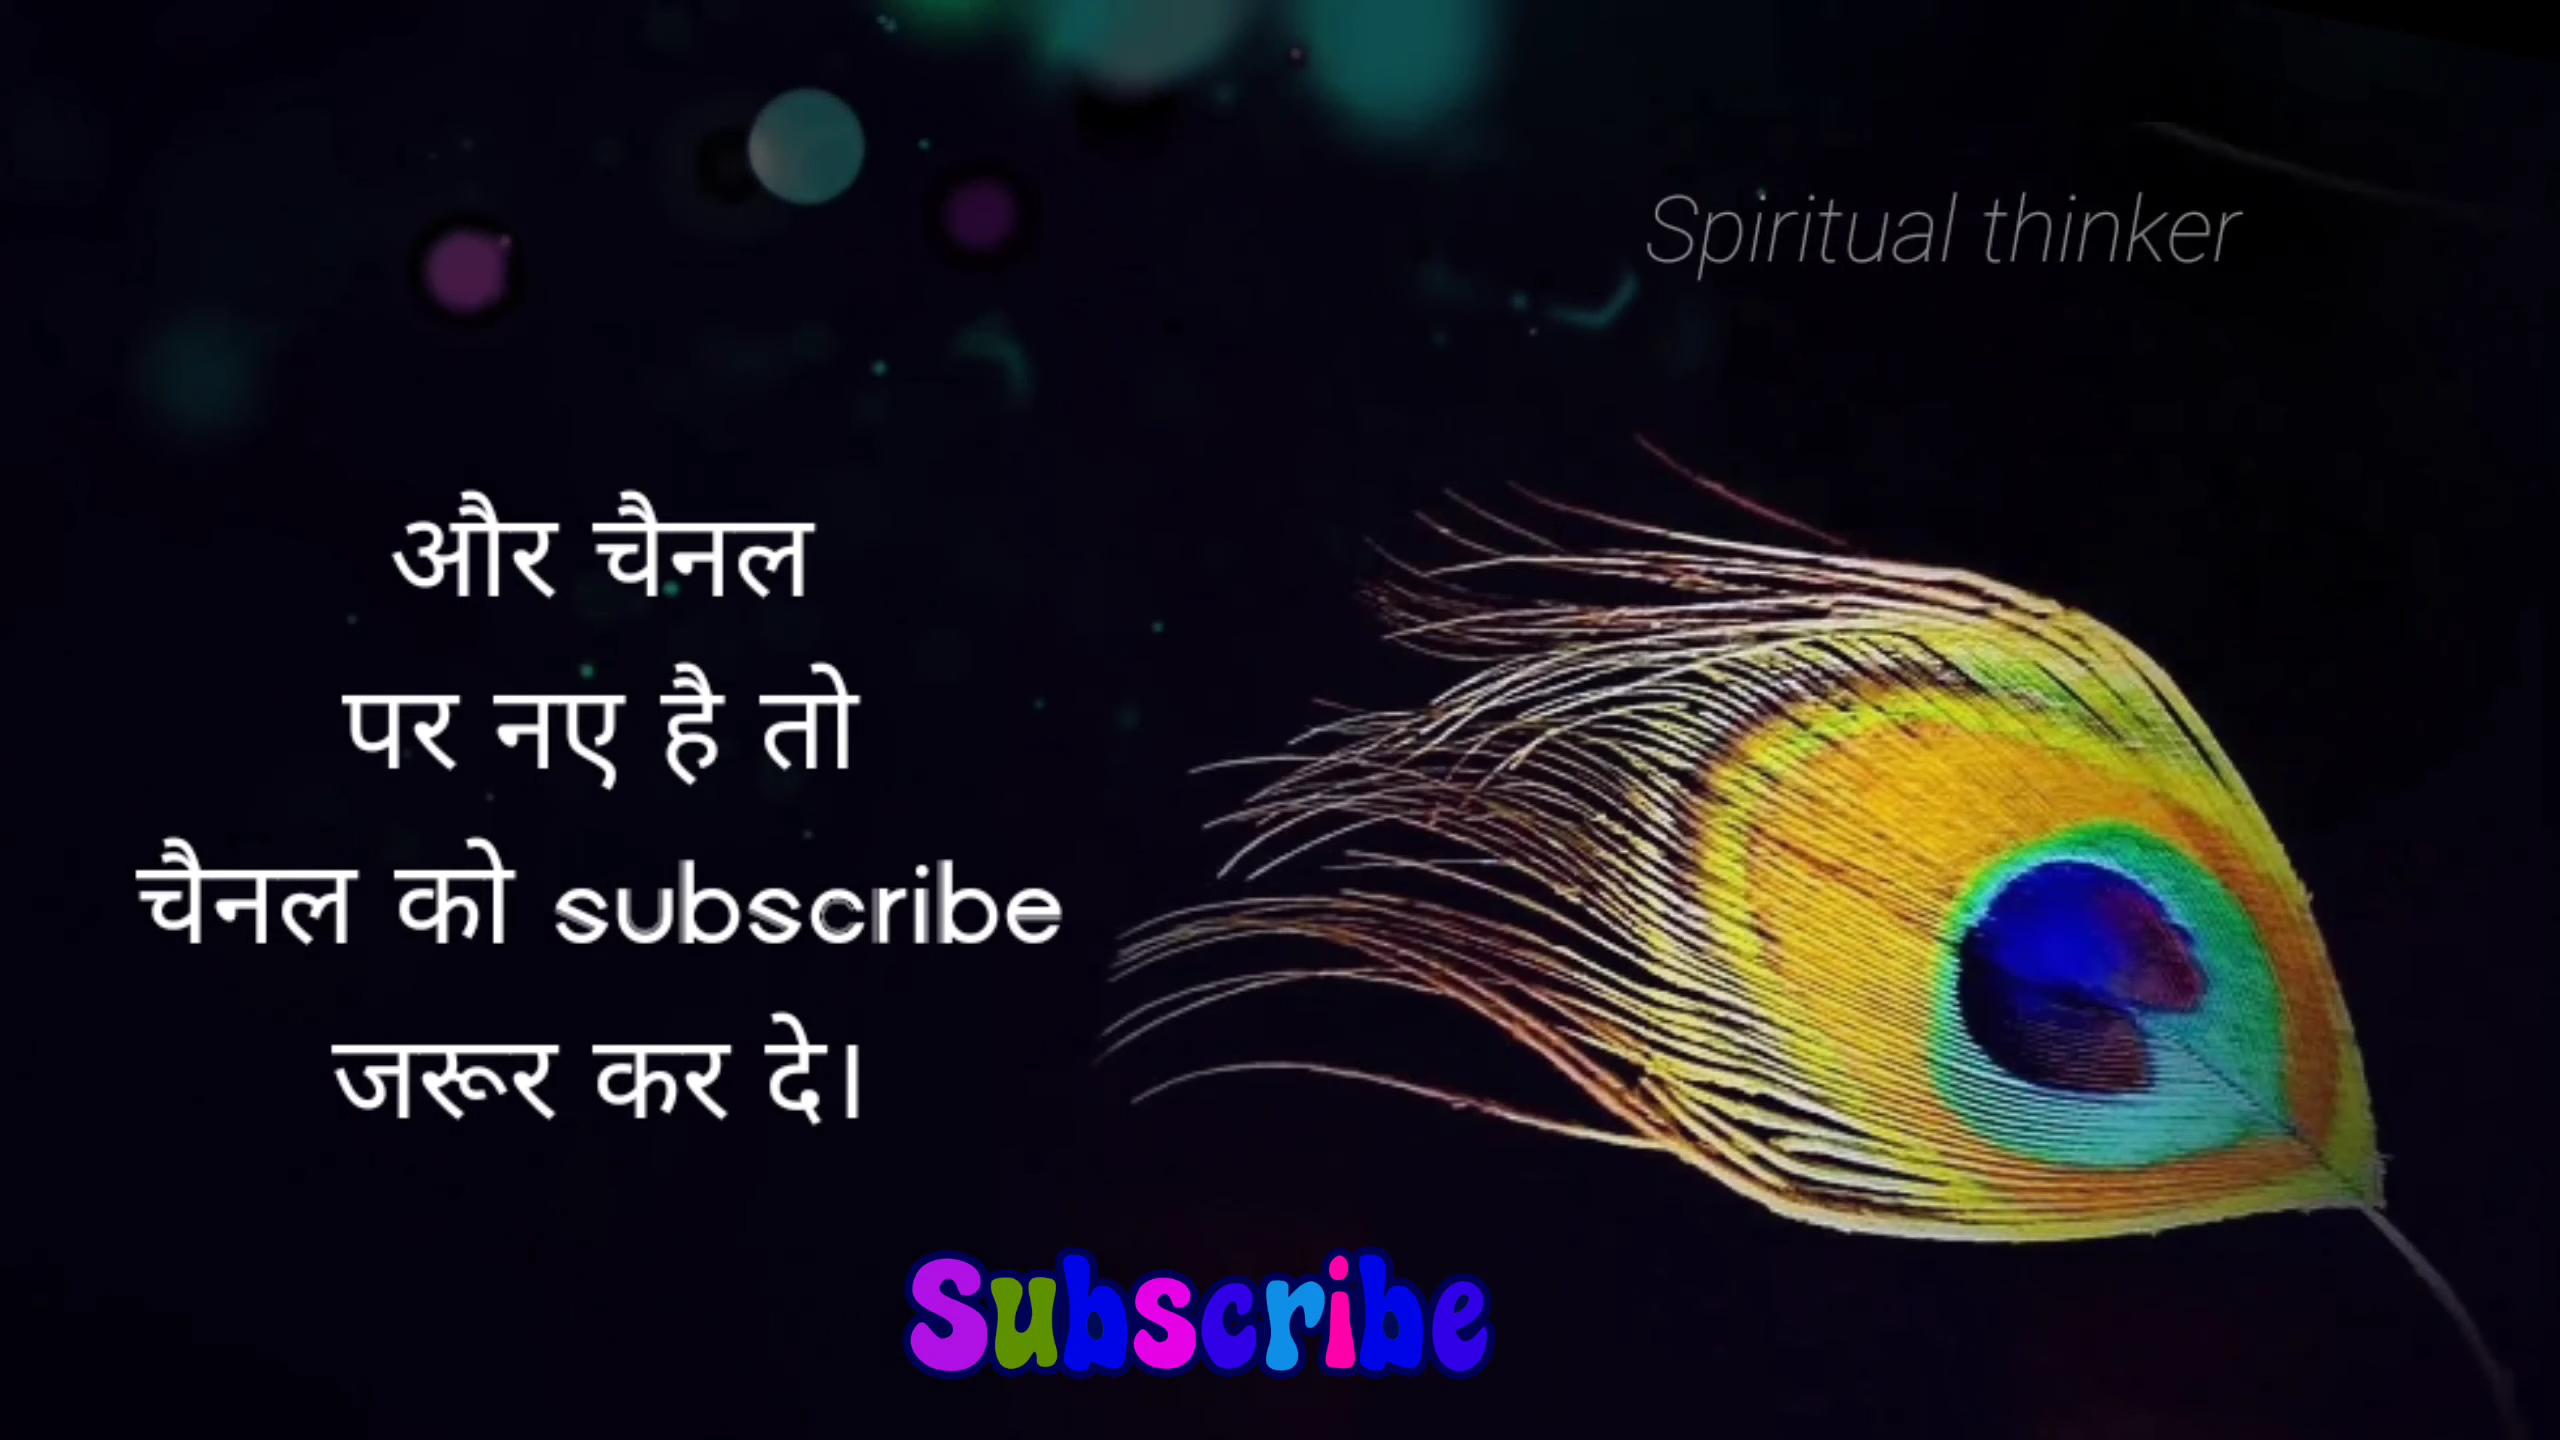 Spiritual thinker
और चैनल
पर नए है तो
चैनल को subscribe
जरूर कर दे।
Subscribe